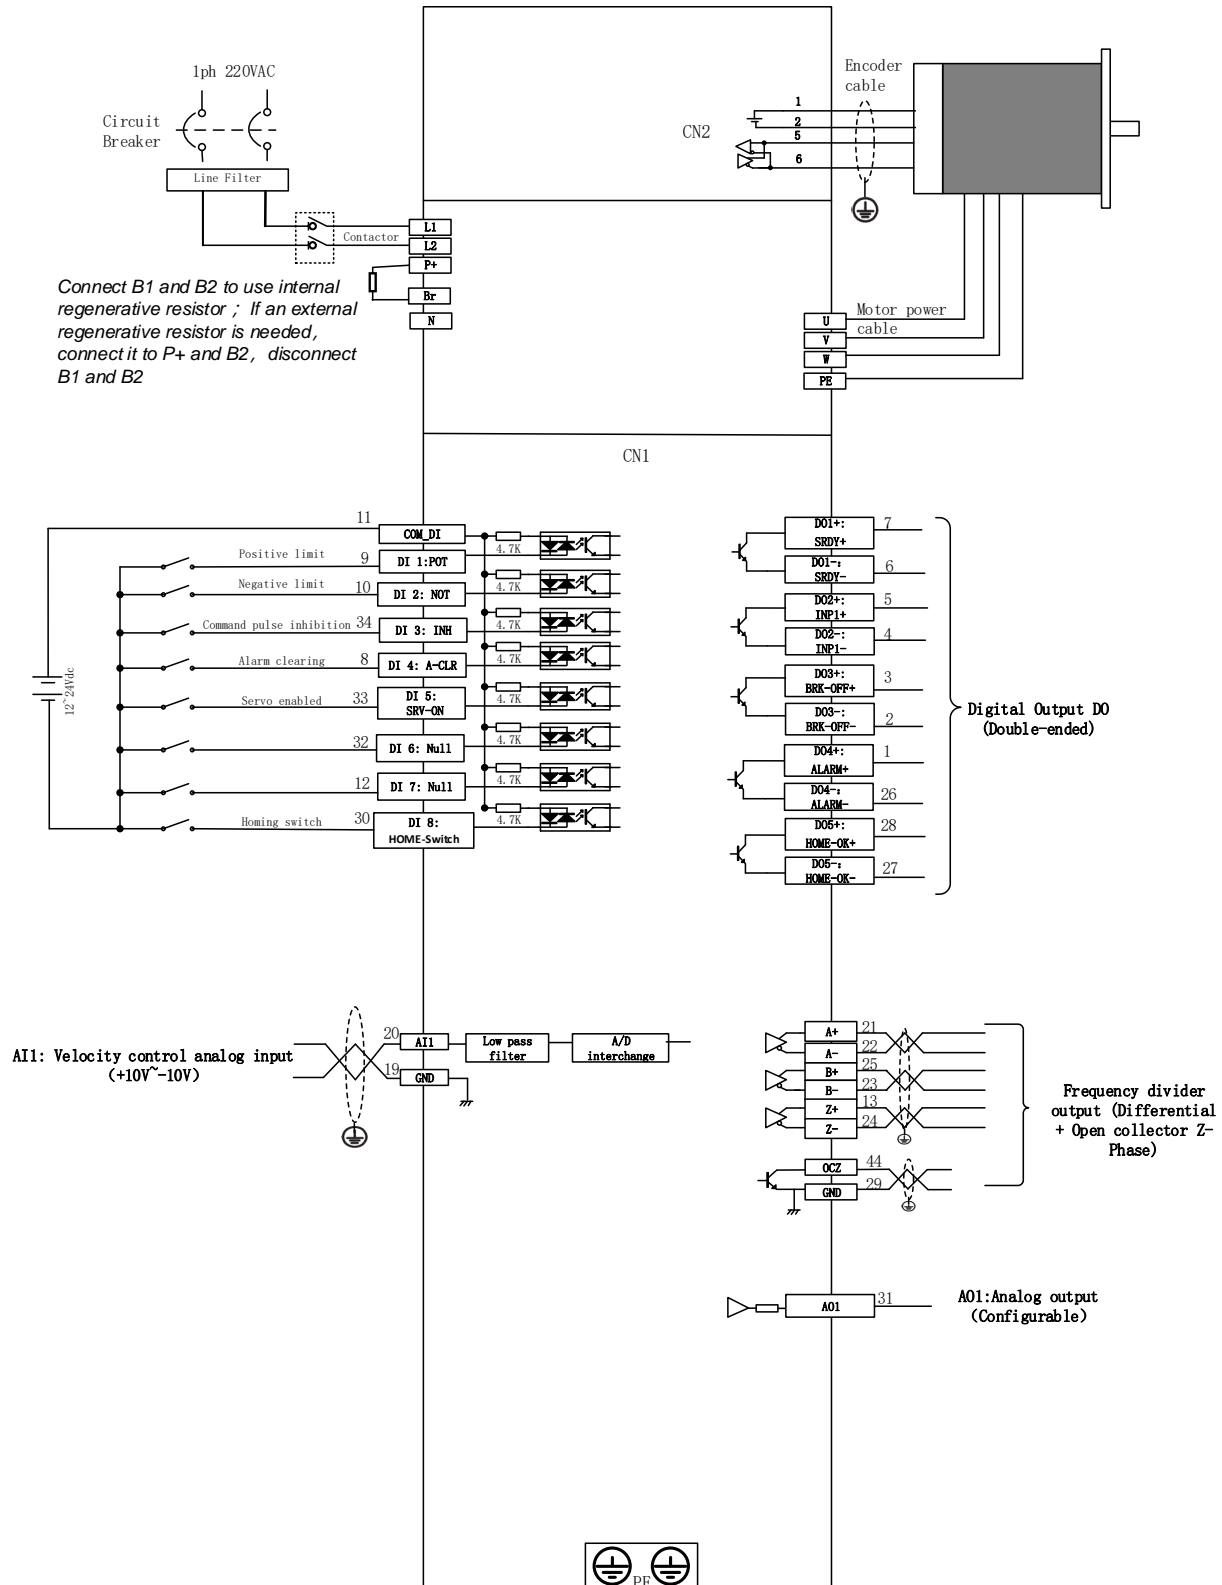 1ph 220VAC
Circuit
Breaker
Line Filter
Contactor
L1
L2
P+
Br
N
Connect B1 and B2 to use internal
regenerative resistor ; If an external
regenerative resistor is needed,
connect it to P+ and B2, disconnect
B1 and B2
Encoder
cable
CN2
1
2
5
6
U
V
W
PE
Motor power
cable
CN1
11
COM_DI
4.7K
Positive limit
9
DI 1:POT
4.7K
Negative limit
10
DI 2: NOT
4.7K
Command pulse inhibition
34
DI 3: INH
4.7K
Alarm clearing
8
DI 4: A-CLR
4.7K
Servo enabled
33
DI 5:
SRV-ON
4.7K
32
DI 6: Null
4.7K
12
DI 7: Null
4.7K
Homing switch
30
DI 8:
HOME-Switch
12~24Vdc
DO1+:
SRDY+
7
DO1-:
SRDY-
6
DO2+:
INP1+
5
DO2-:
INP1-
4
DO3+:
BRK-OFF+
3
DO3-:
BRK-OFF-
2
DO4+:
ALARM+
1
DO4-:
ALARM-
26
DO5+:
HOME-OK+
28
DO5-:
HOME-OK-
27
Digital Output DO
(Double-ended)
AI1: Velocity control analog input
(+10V~-10V)
20
AI1
19
GND
Low pass
filter
A/D
interchange
A+
21
A-
22
B+
25
B-
23
Z+
13
Z-
24
OCZ
44
GND
29
Frequency divider
output (Differential
+ Open collector Z-
Phase)
AO1
31
AO1:Analog output
(Configurable)
PE